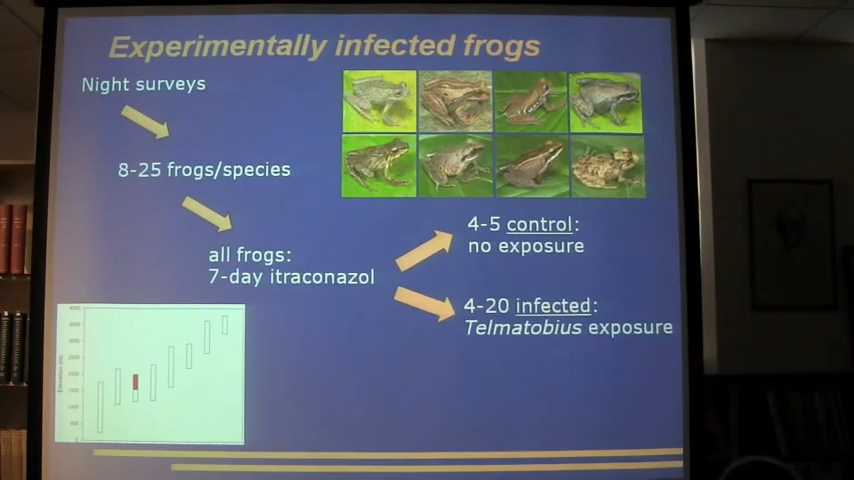 Experimentally infected frogs
Night surveys
8-25 frogs/species
all frogs:
7-day itraconazol
4-5 control:
no exposure
4-20 infected:
Telmatobius exposure